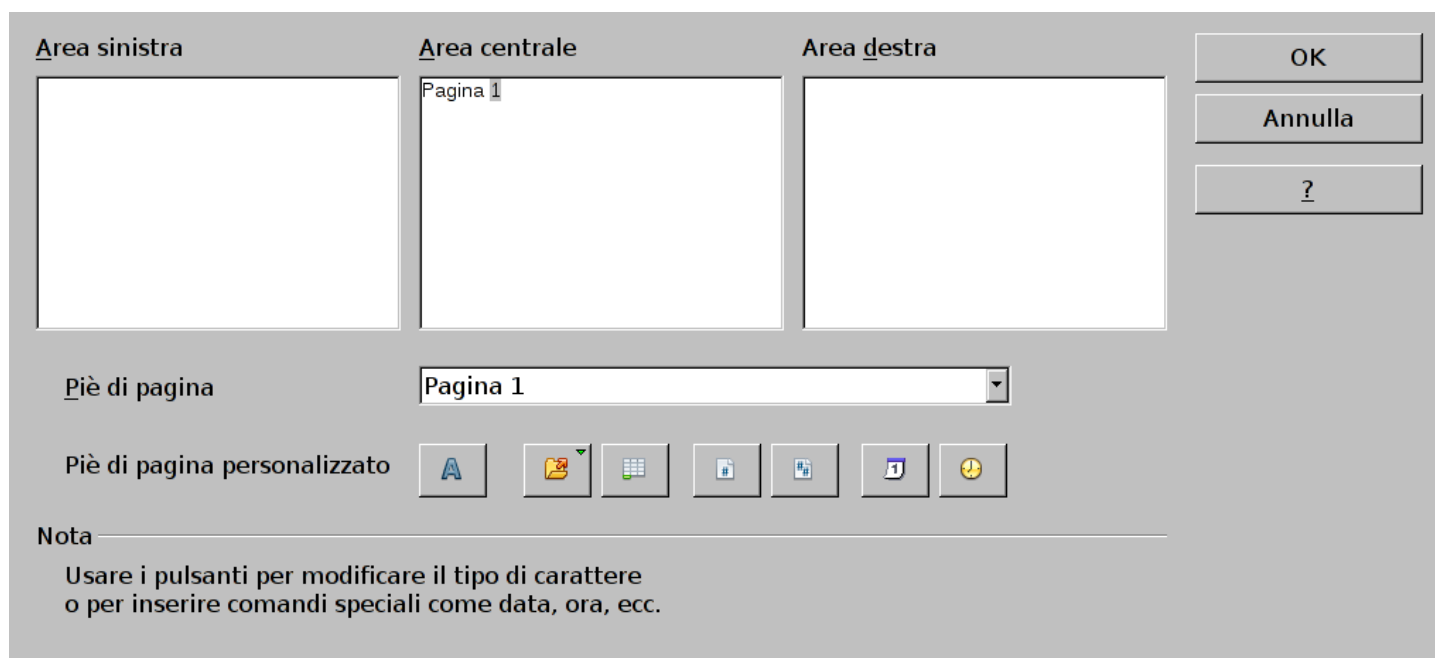 Area sinistra
Area centrale
Area destra
OK
Pagina 1
Annulla
?
Piè di pagina
Pagina 1
Piè di pagina personalizzato
Nota
Usare i pulsanti per modificare il tipo di carattere
o per inserire comandi speciali come data, ora, ecc.